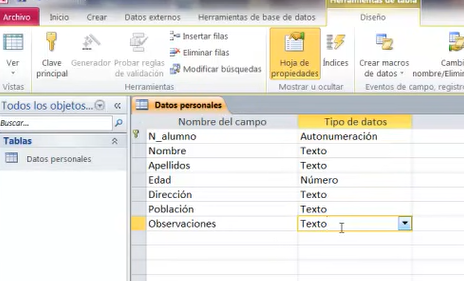 Herramientas de tabla
Archivo Inicio Crear Datos externos Herramientas de base de datos Diseño
Ver
Clave principal
Generador
Probar reglas de validación
Insertar filas
Eliminar filas
Modificar búsquedas
Hoja de propiedades
Índices
Crear macros de datos
nombre/Elimin
Vistas Herramientas Mostrar u ocultar Eventos de campo, registro
Todos los objetos... «
Buscar...
Tablas
Datos personales
Datos personales
Nombre del campo Tipo de datos
N_alumno Autonumeración
Nombre Texto
Apellidos Texto
Edad Número
Dirección Texto
Población Texto
Observaciones Texto